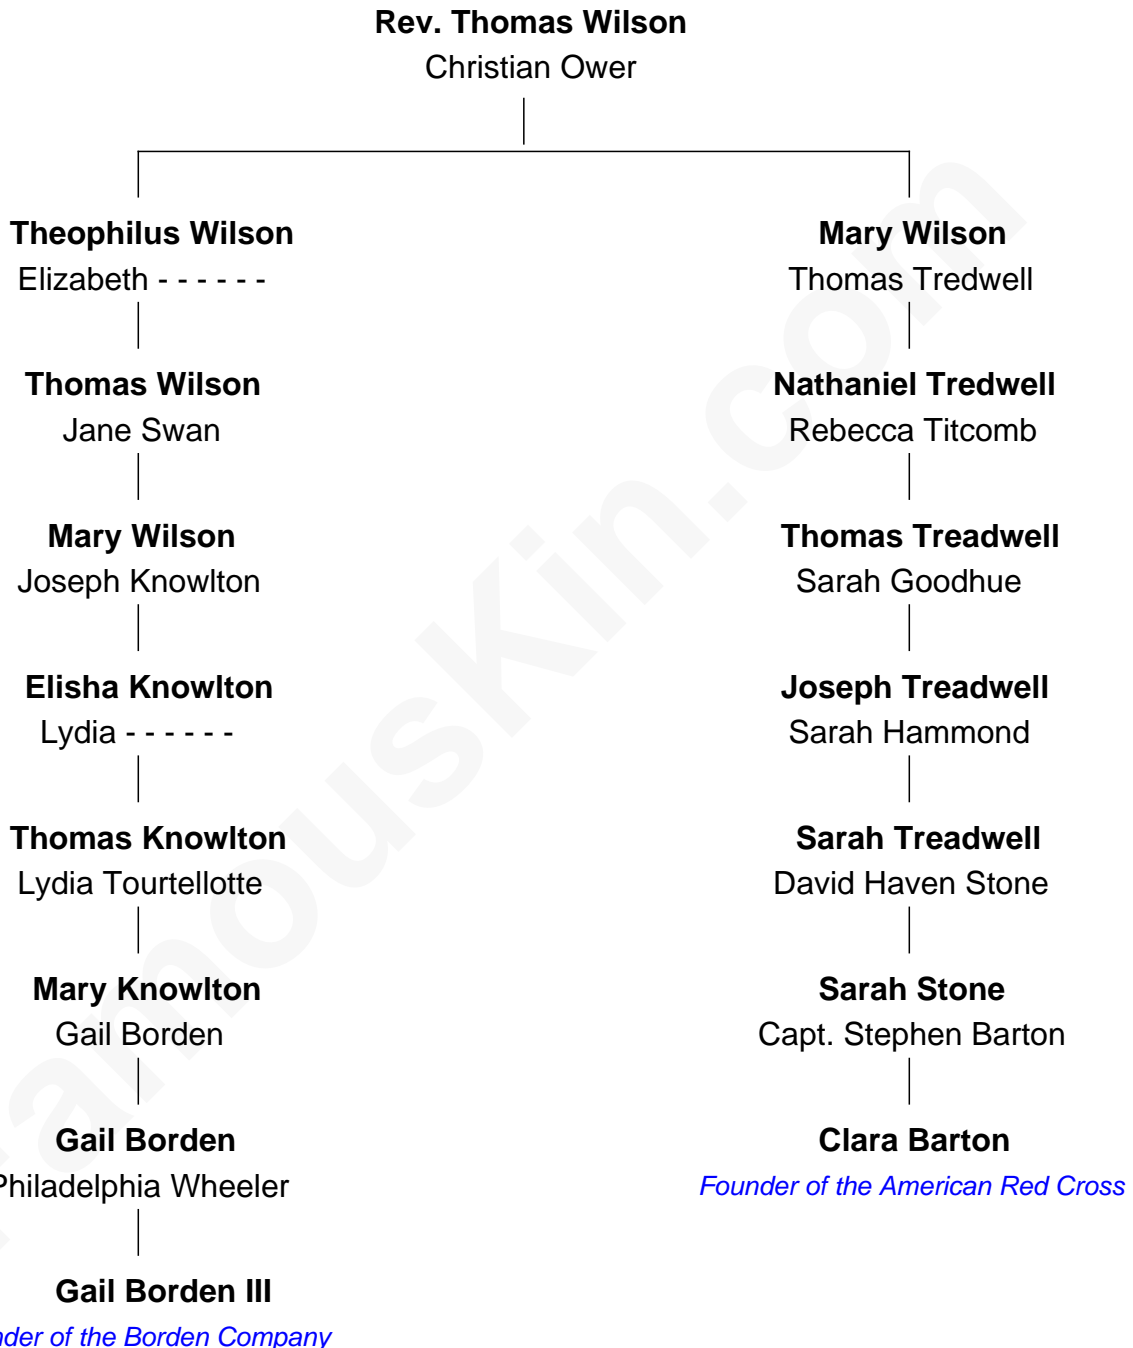 Rev. Thomas Wilson
Christian Ower
Theophilus Wilson
Elizabeth - - - - - -
Mary Wilson
Thomas Tredwell
Thomas Wilson
Jane Swan
Nathaniel Tredwell
Rebecca Titcomb
Mary Wilson
Joseph Knowlton
Thomas Treadwell
Sarah Goodhue
Elisha Knowlton
Lydia - - - - - -
Joseph Treadwell
Sarah Hammond
Thomas Knowlton
Lydia Tourtellotte
Sarah Treadwell
David Haven Stone
Mary Knowlton
Gail Borden
Sarah Stone
Capt. Stephen Barton
Gail Borden
Philadelphia Wheeler
Clara Barton
Founder of the American Red Cross
Gail Borden III
nder of the Borden Company
FamousKin.com